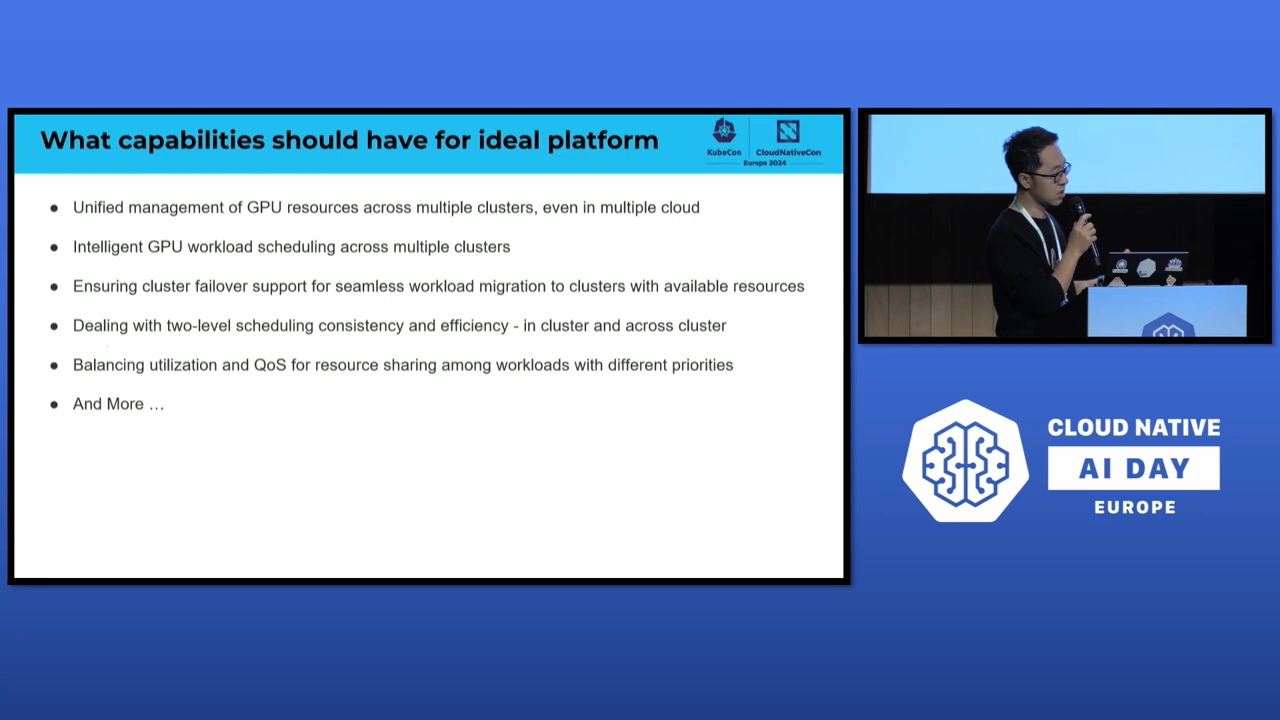 What capabilities should have for ideal platform
KubeCon
CloudNativeCon
Europe 2024
● Unified management of GPU resources across multiple clusters, even in multiple cloud
● Intelligent GPU workload scheduling across multiple clusters
● Ensuring cluster failover support for seamless workload migration to clusters with available resources
● Dealing with two-level scheduling consistency and efficiency - in cluster and across cluster
● Balancing utilization and QoS for resource sharing among workloads with different priorities
● And More …
CLOUD NATIVE
AI DAY
EUROPE